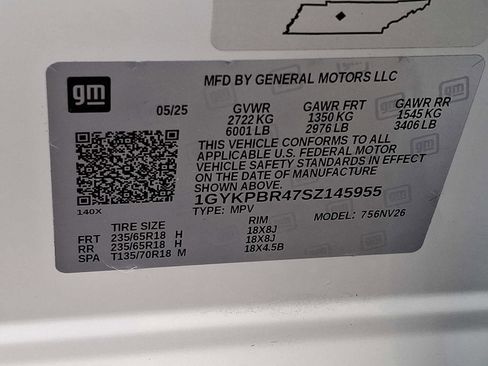 gm
MFD BY GENERAL MOTORS LLC
05/25 GVWR GAWR FRT GAWR RR
2722 KG 1350 KG 1545 KG
6001 LB 2976 LB 3406 LB
THIS VEHICLE CONFORMS TO ALL
APPLICABLE U.S. FEDERAL MOTOR
VEHICLE SAFETY STANDARDS IN EFFECT
ON THE DATE OF MANUFACTURE
SHOWN ABOVE.
1GYKPBR47SZ145955
140X TYPE: MPV MODEL: 756NV26
TIRE SIZE RIM
FRT 235/65R18 H 18X8J
RR 235/65R18 H 18X8J
SPA T135/70R18 M 18X4.5B